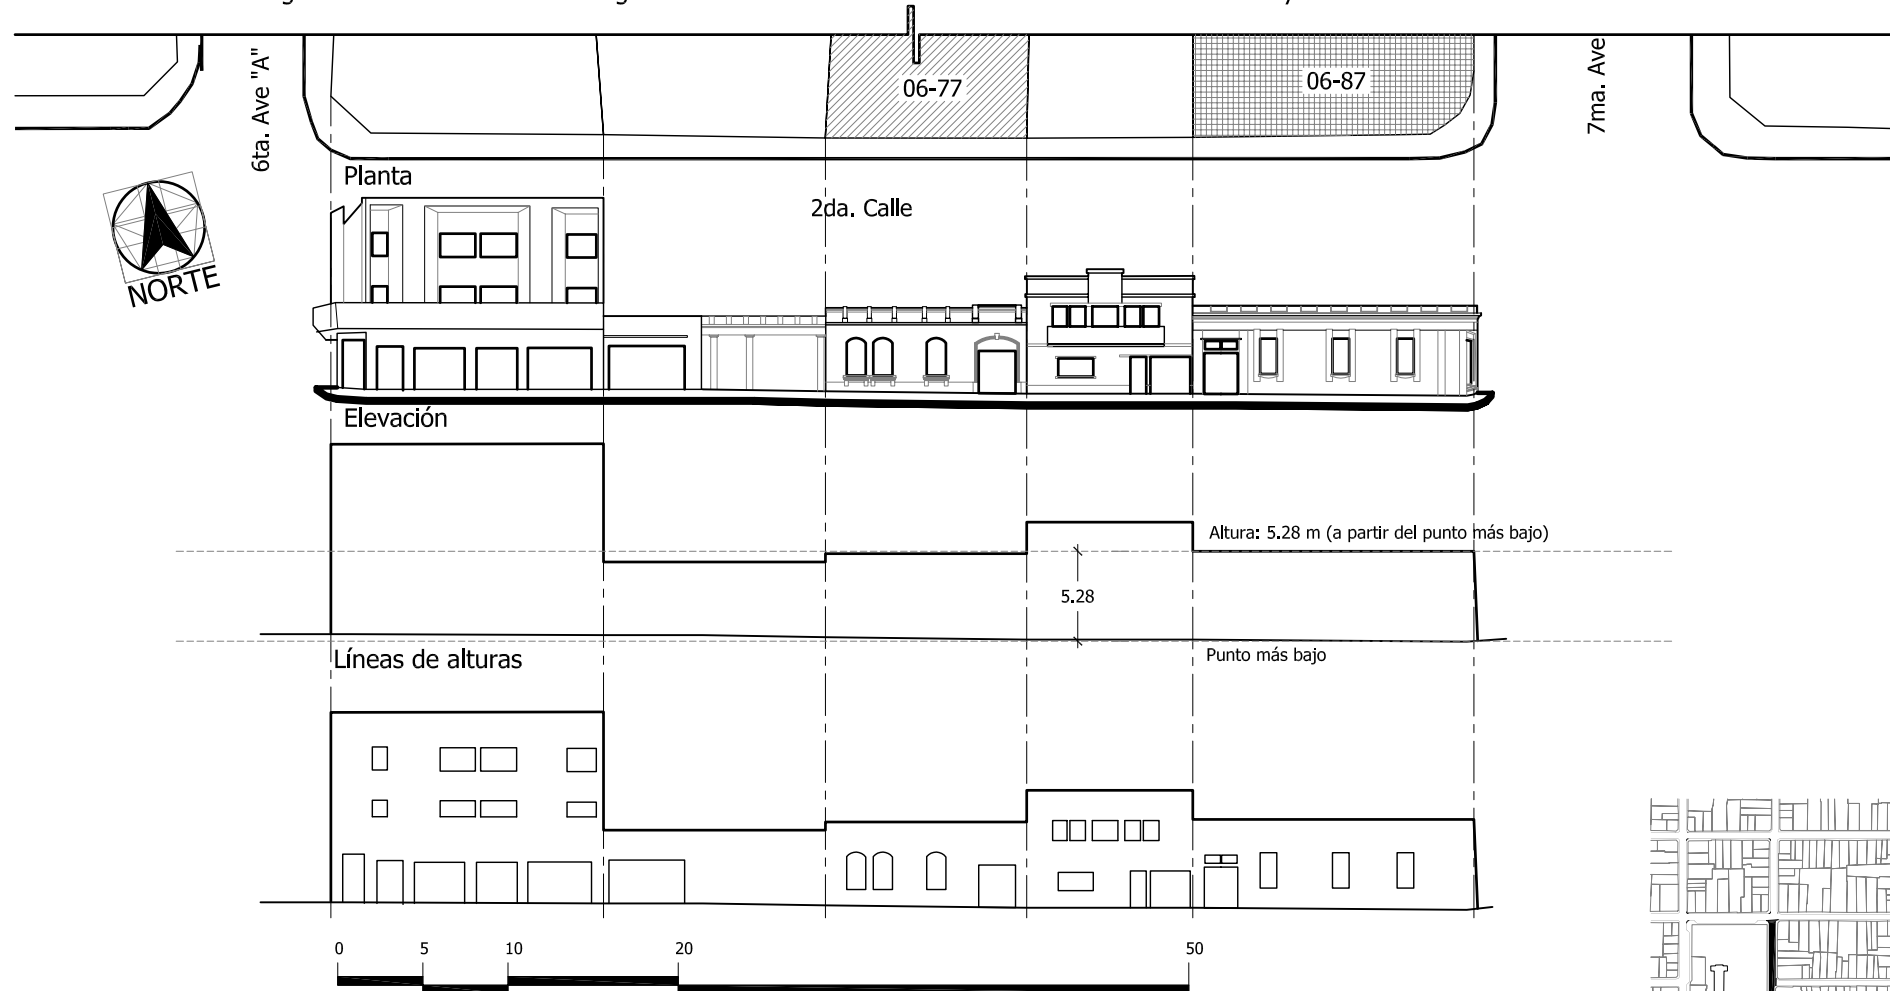 6ta. Ave "A"
06-77
06-87
7ma. Ave
Planta
2da. Calle
NORTE
Elevación
Altura: 5.28 m (a partir del punto más bajo)
5.28
Punto más bajo
Líneas de alturas
0 5 10 20 50